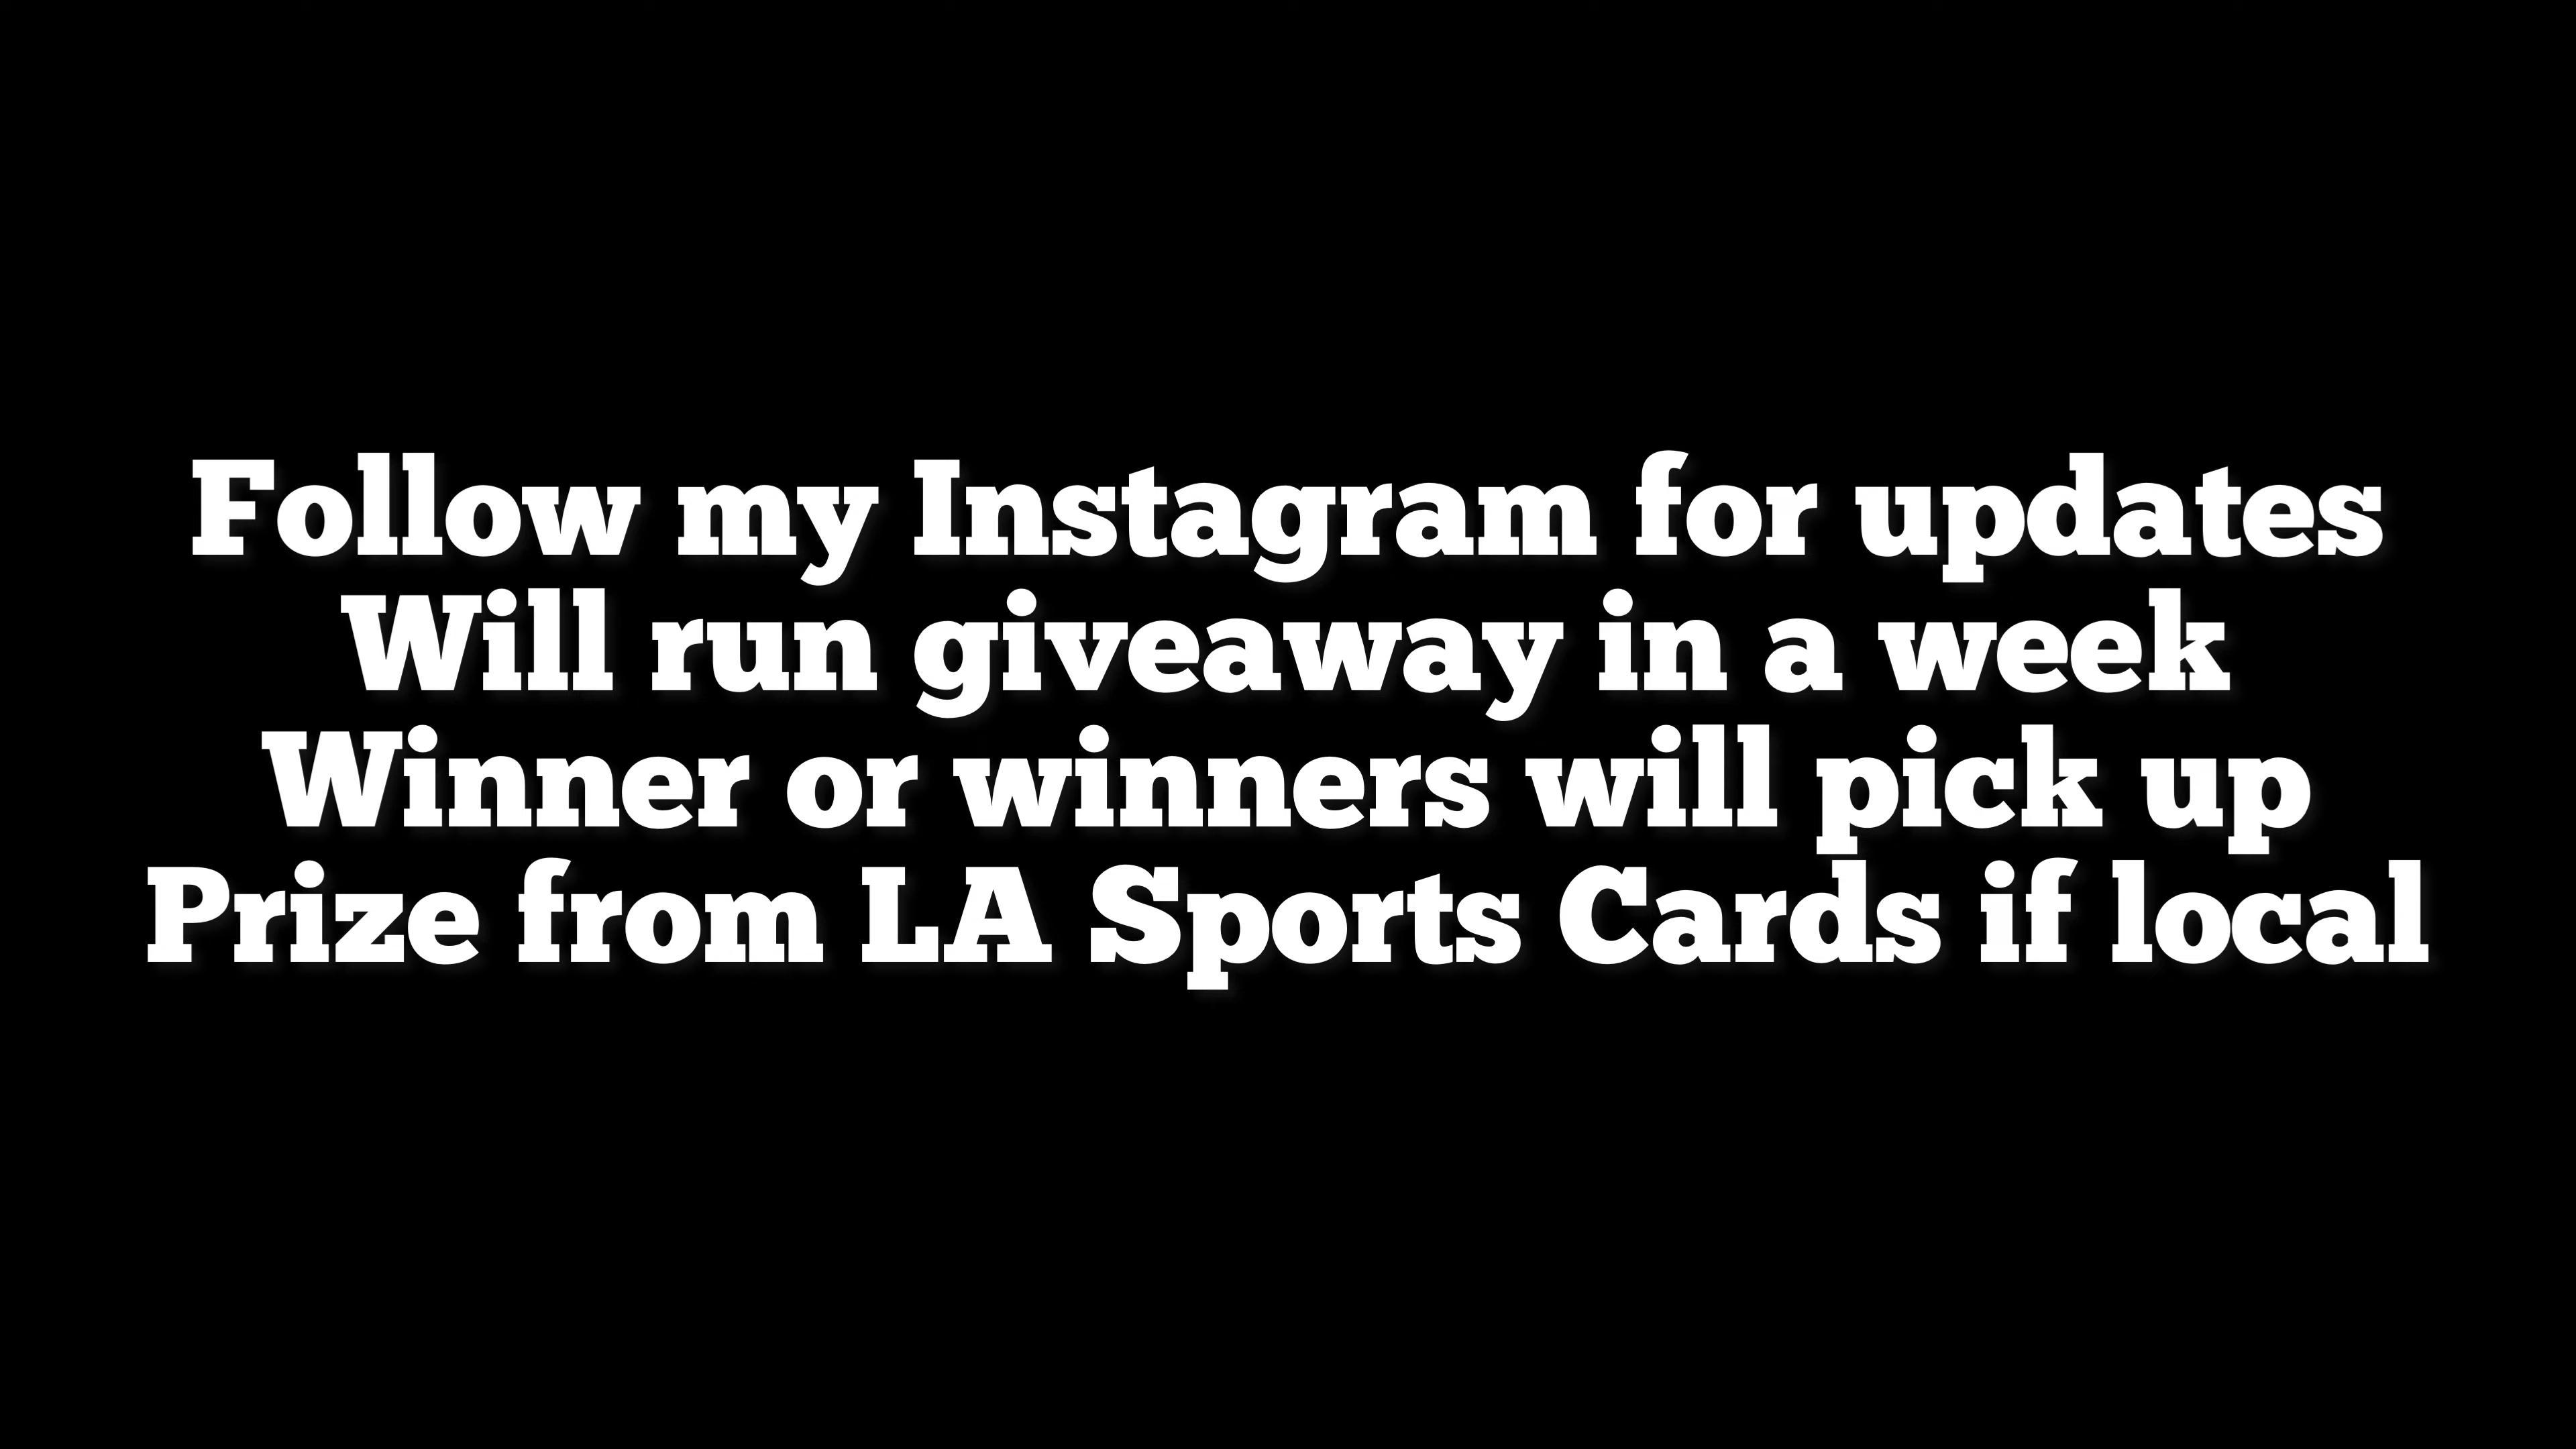 Follow my Instagram for updates
Will run giveaway in a week
Winner or winners will pick up
Prize from LA Sports Cards if local